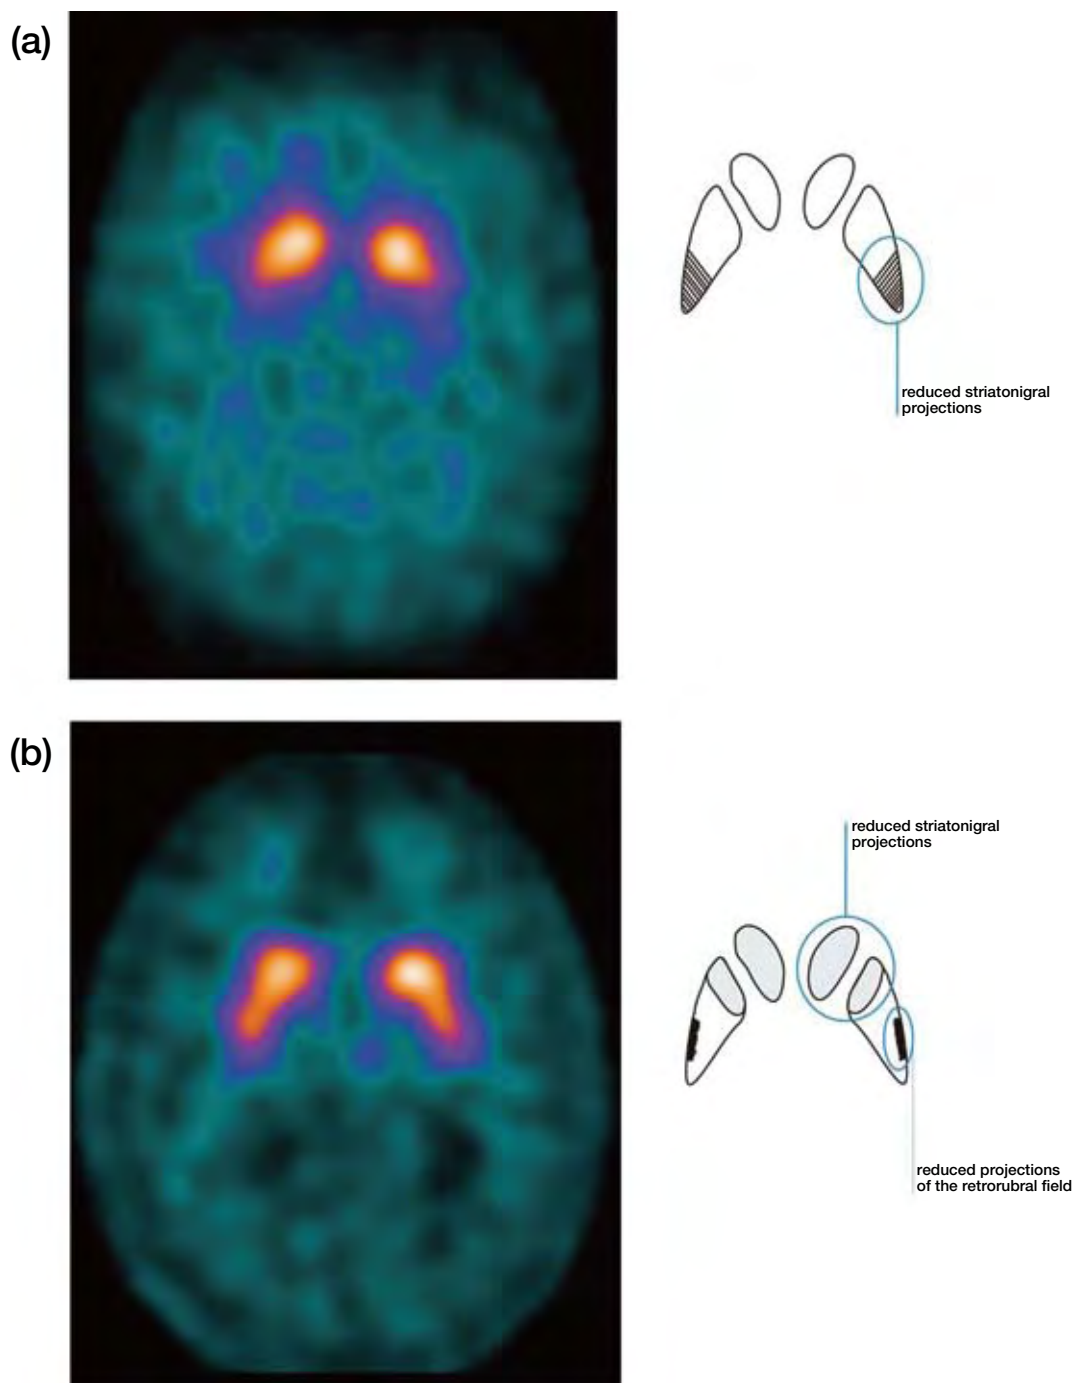 (a)
reduced striatonigral
projections
(b)
reduced striatonigral
projections
reduced projections
of the retrorubral field